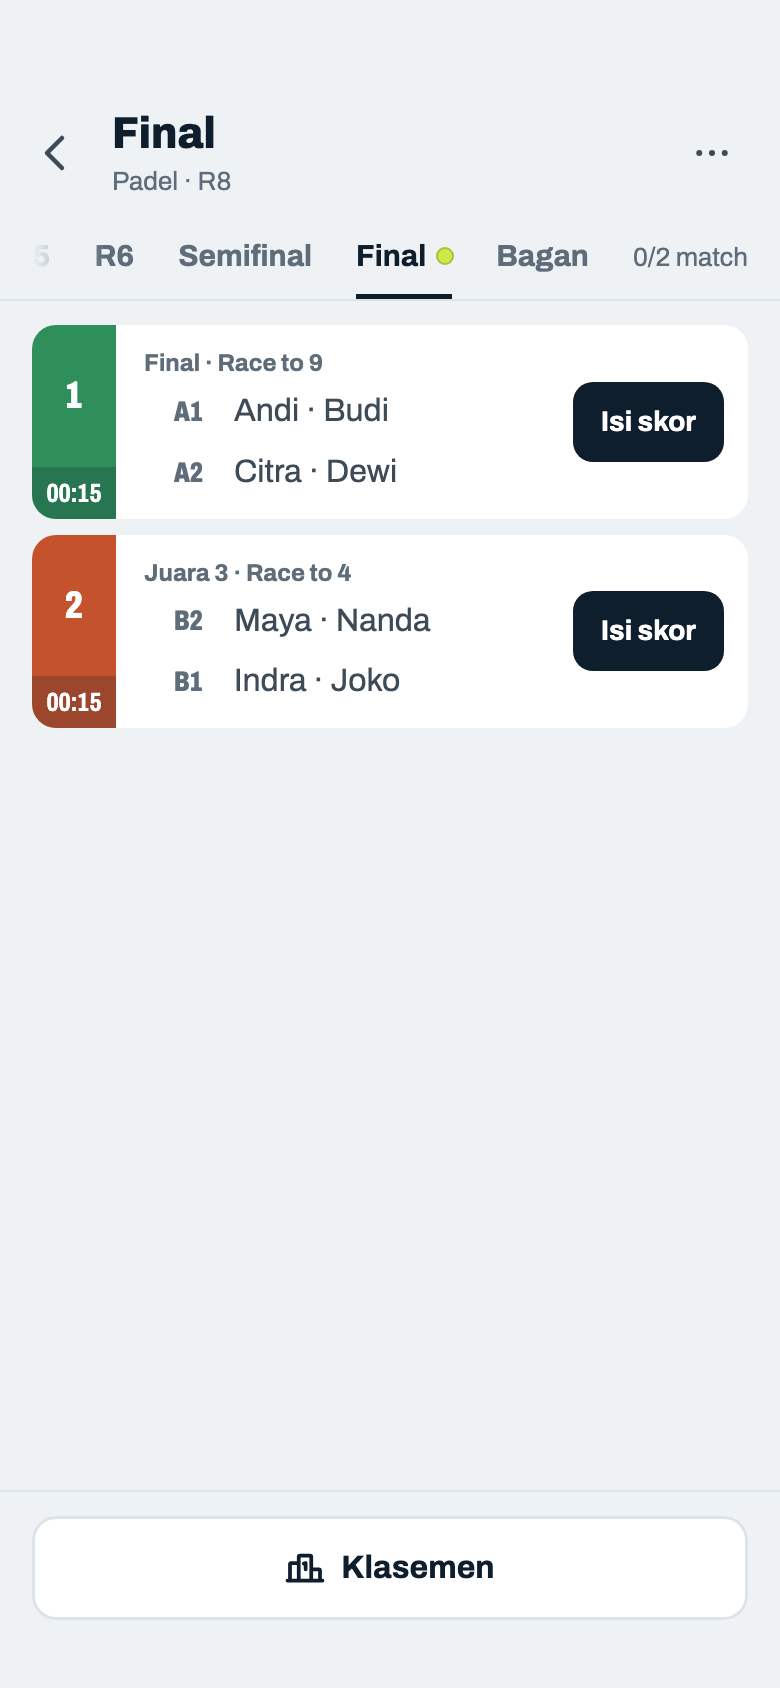 Final
Padel · R8
5 R6 Semifinal Final Bagan 0/2 match
1
00:15
Final · Race to 9
A1 Andi · Budi
A2 Citra · Dewi
Isi skor
2
00:15
Juara 3 · Race to 4
B2 Maya · Nanda
B1 Indra · Joko
Isi skor
Klasemen